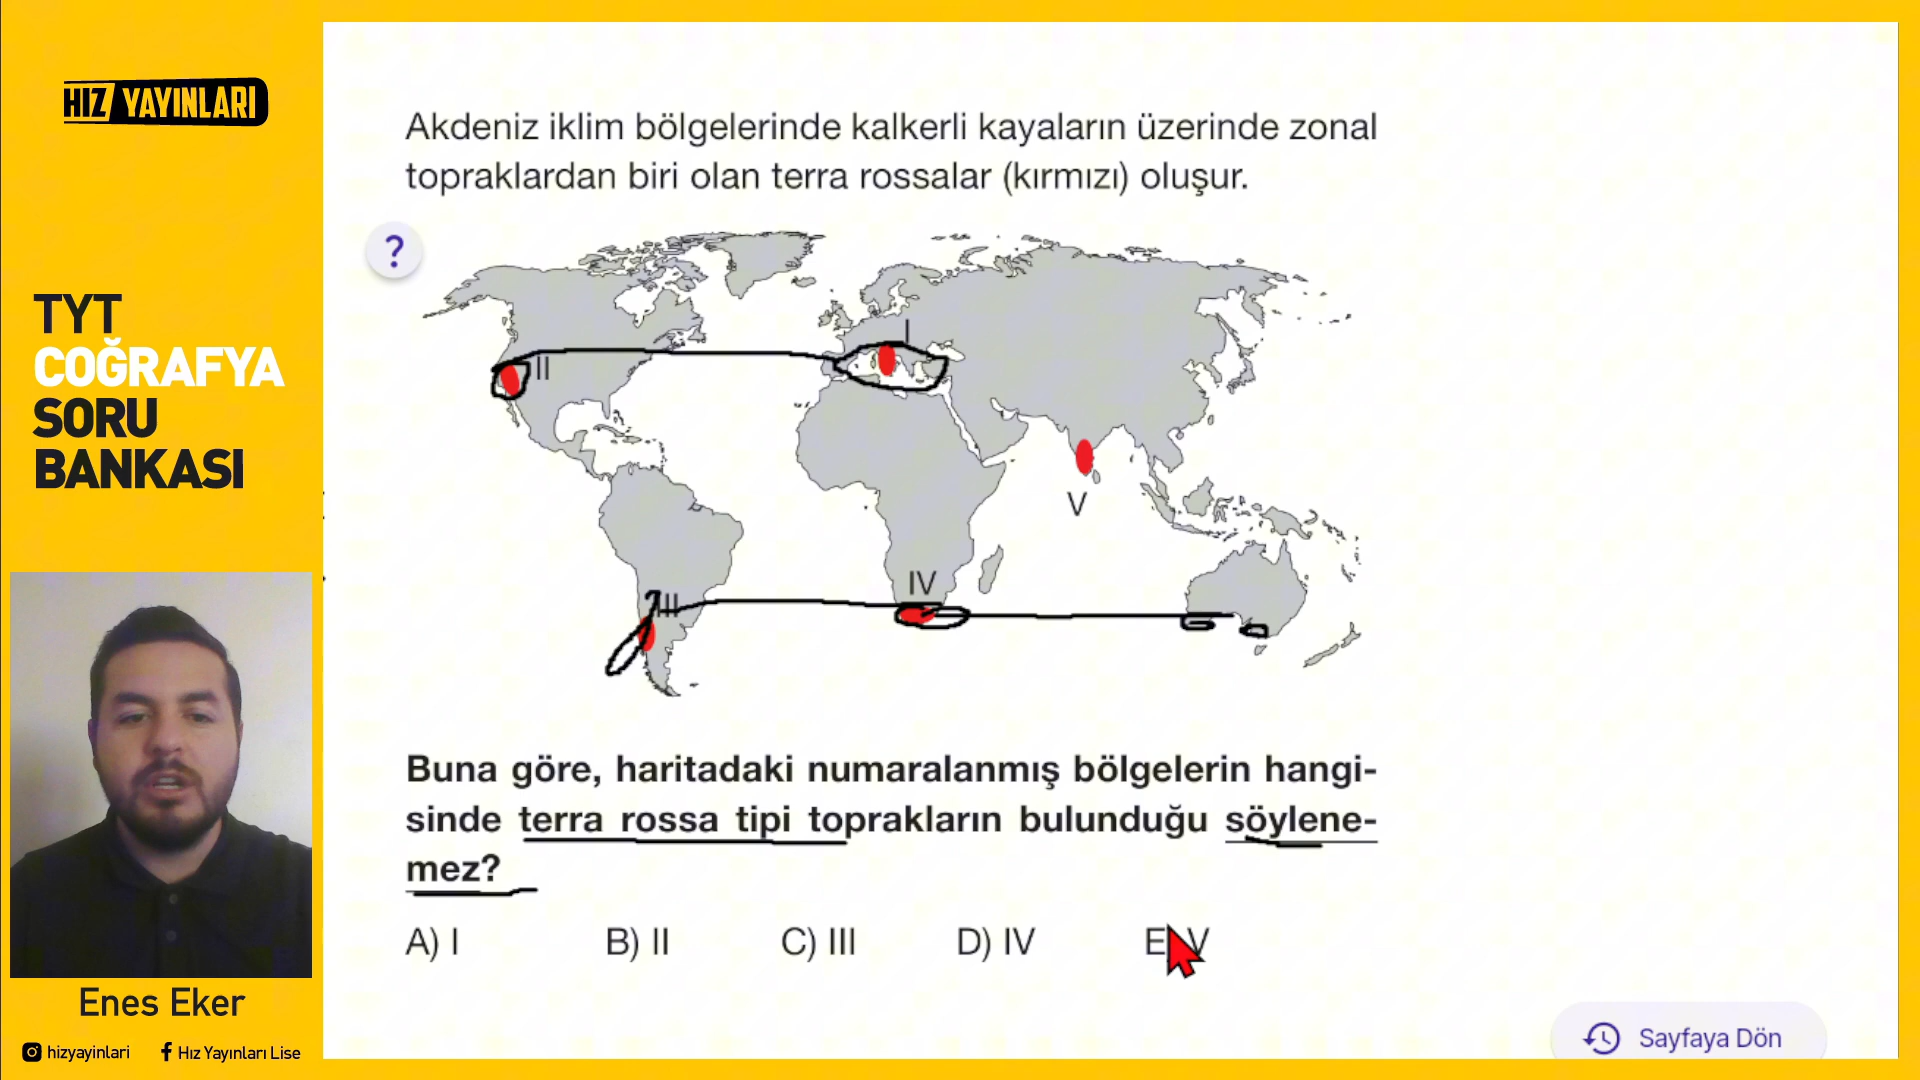 HIZ YAYINLARI
TYT
COĞRAFYA
SORU
BANKASI
Enes Eker
hizyayinlari
Hız Yayınları Lise
Akdeniz iklim bölgelerinde kalkerli kayaların üzerinde zonal
topraklardan biri olan terra rossalar (kırmızı) oluşur.
?
I
II
V
IV
III
Buna göre, haritadaki numaralanmış bölgelerin hangi-
sinde terra rossa tipi toprakların bulunduğu söylene-
mez?
A) I B) II C) III D) IV E) V
Sayfaya Dön